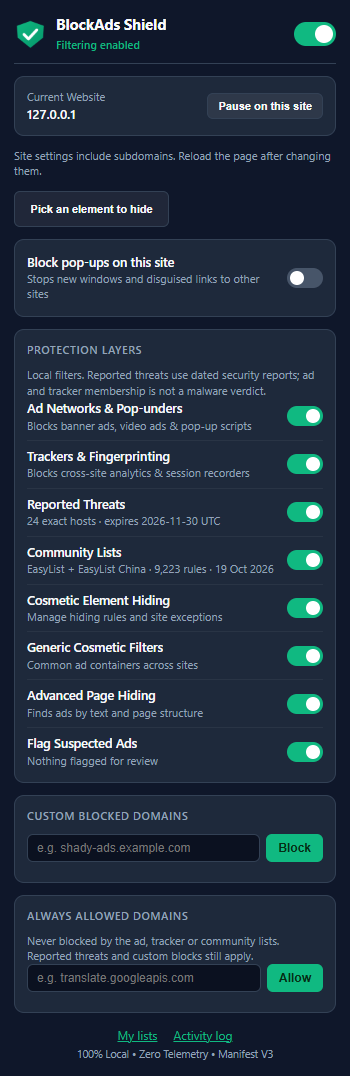 BlockAds Shield
Filtering enabled
Current Website
127.0.0.1
Pause on this site
Site settings include subdomains. Reload the page after changing
them.
Pick an element to hide
Block pop-ups on this site
Stops new windows and disguised links to other
sites
PROTECTION LAYERS
Local filters. Reported threats use dated security reports; ad
and tracker membership is not a malware verdict.
Ad Networks & Pop-unders
Blocks banner ads, video ads & pop-up scripts
Trackers & Fingerprinting
Blocks cross-site analytics & session recorders
Reported Threats
24 exact hosts · expires 2026-11-30 UTC
Community Lists
EasyList + EasyList China · 9,223 rules · 19 Oct 2026
Cosmetic Element Hiding
Manage hiding rules and site exceptions
Generic Cosmetic Filters
Common ad containers across sites
Advanced Page Hiding
Finds ads by text and page structure
Flag Suspected Ads
Nothing flagged for review
CUSTOM BLOCKED DOMAINS
e.g. shady-ads.example.com
Block
ALWAYS ALLOWED DOMAINS
Never blocked by the ad, tracker or community lists.
Reported threats and custom blocks still apply.
e.g. translate.googleapis.com
Allow
My lists
Activity log
100% Local • Zero Telemetry • Manifest V3